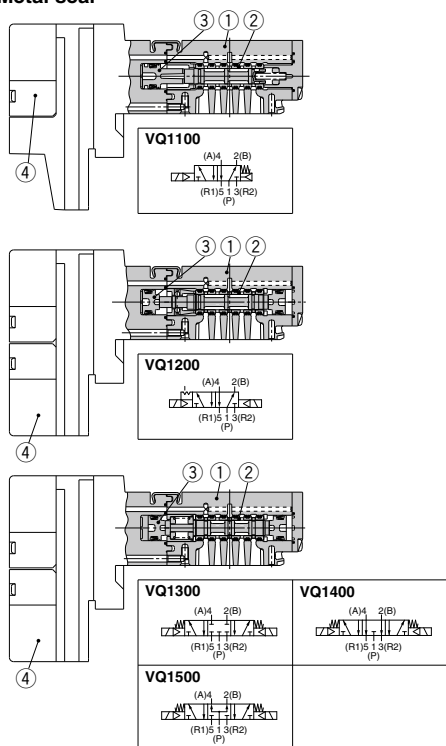 Metal seal
③ ① ②
④
VQ1100
(A)4 2(B)
(R1)5 1 3(R2)
(P)
③ ① ②
④
VQ1200
(A)4 2(B)
(R1)5 1 3(R2)
(P)
③ ① ②
④
VQ1300
(A)4 2(B)
(R1)5 1 3(R2)
(P)
VQ1400
(A)4 2(B)
(R1)5 1 3(R2)
(P)
VQ1500
(A)4 2(B)
(R1)5 1 3(R2)
(P)